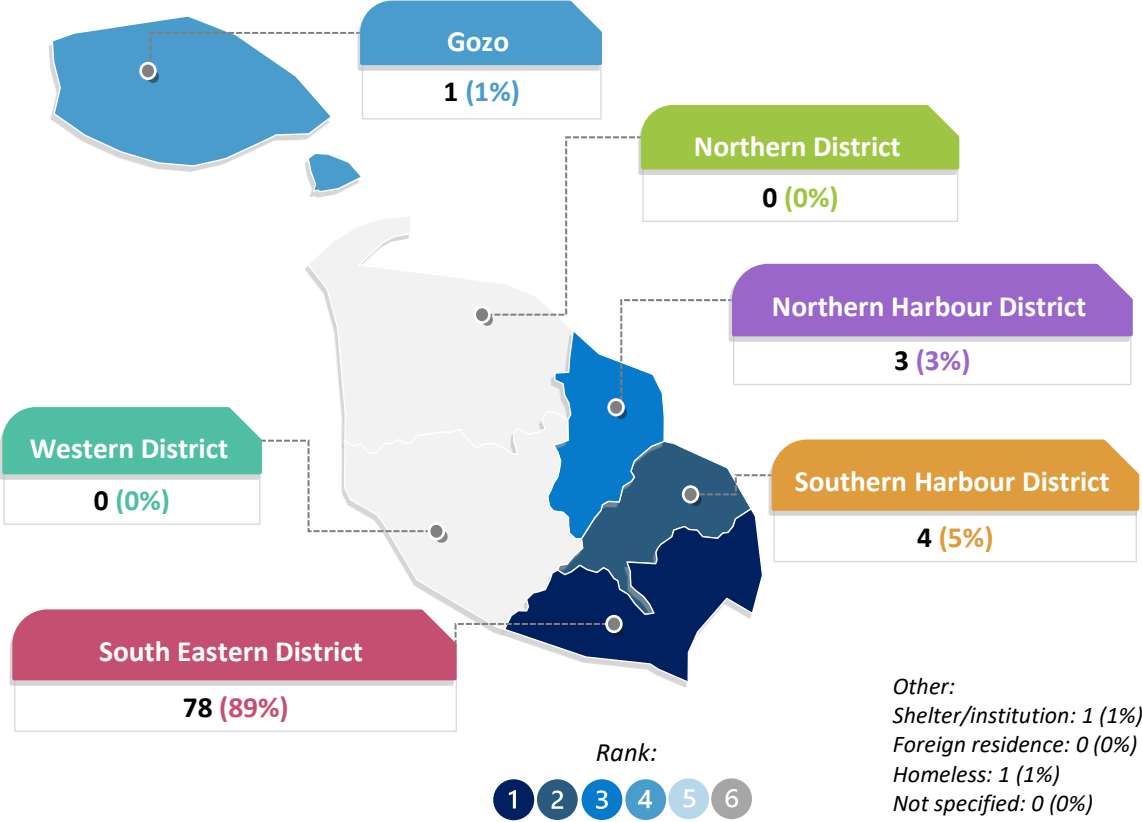 Gozo
1 (1%)
Northern District
0 (0%)
Northern Harbour District
3 (3%)
Western District
0 (0%)
Southern Harbour District
4 (5%)
South Eastern District
78 (89%)
Other:
Shelter/institution: 1 (1%)
Foreign residence: 0 (0%)
Homeless: 1 (1%)
Not specified: 0 (0%)
Rank:
1 2 3 4 5 6